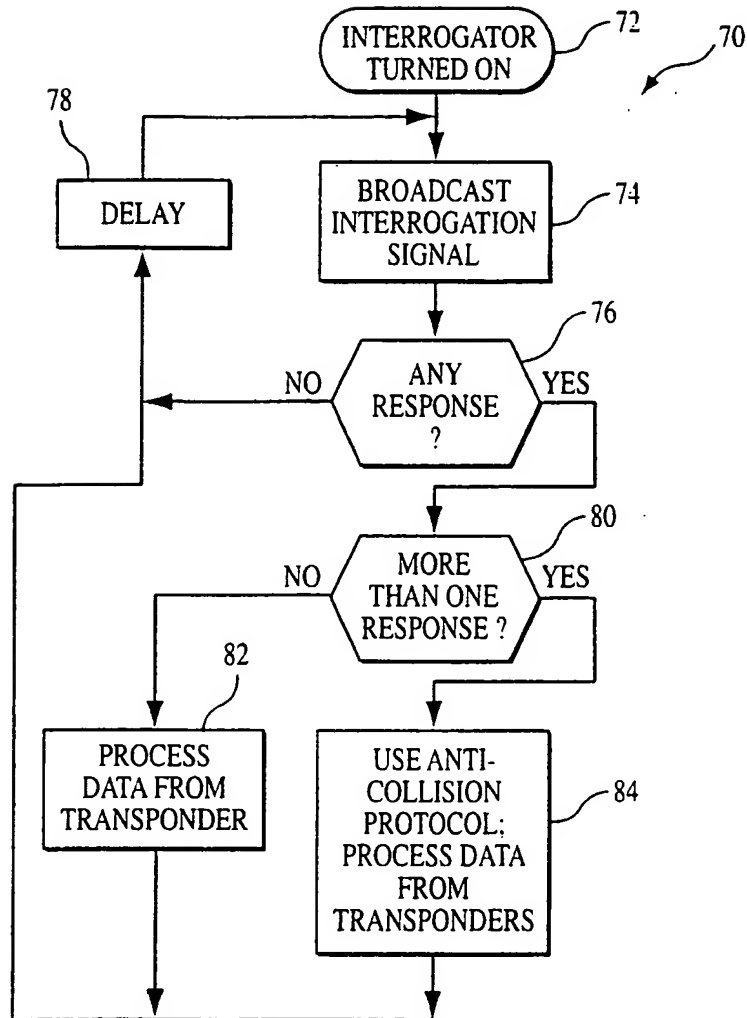 INTERROGATOR
TURNED ON
72
70
78
DELAY
BROADCAST
INTERROGATION
SIGNAL
74
76
NO
ANY
RESPONSE
?
YES
80
NO
MORE
THAN ONE
RESPONSE ?
YES
82
PROCESS
DATA FROM
TRANSPONDER
USE ANTI-
COLLISION
PROTOCOL;
PROCESS DATA
FROM
TRANSPONDERS
84